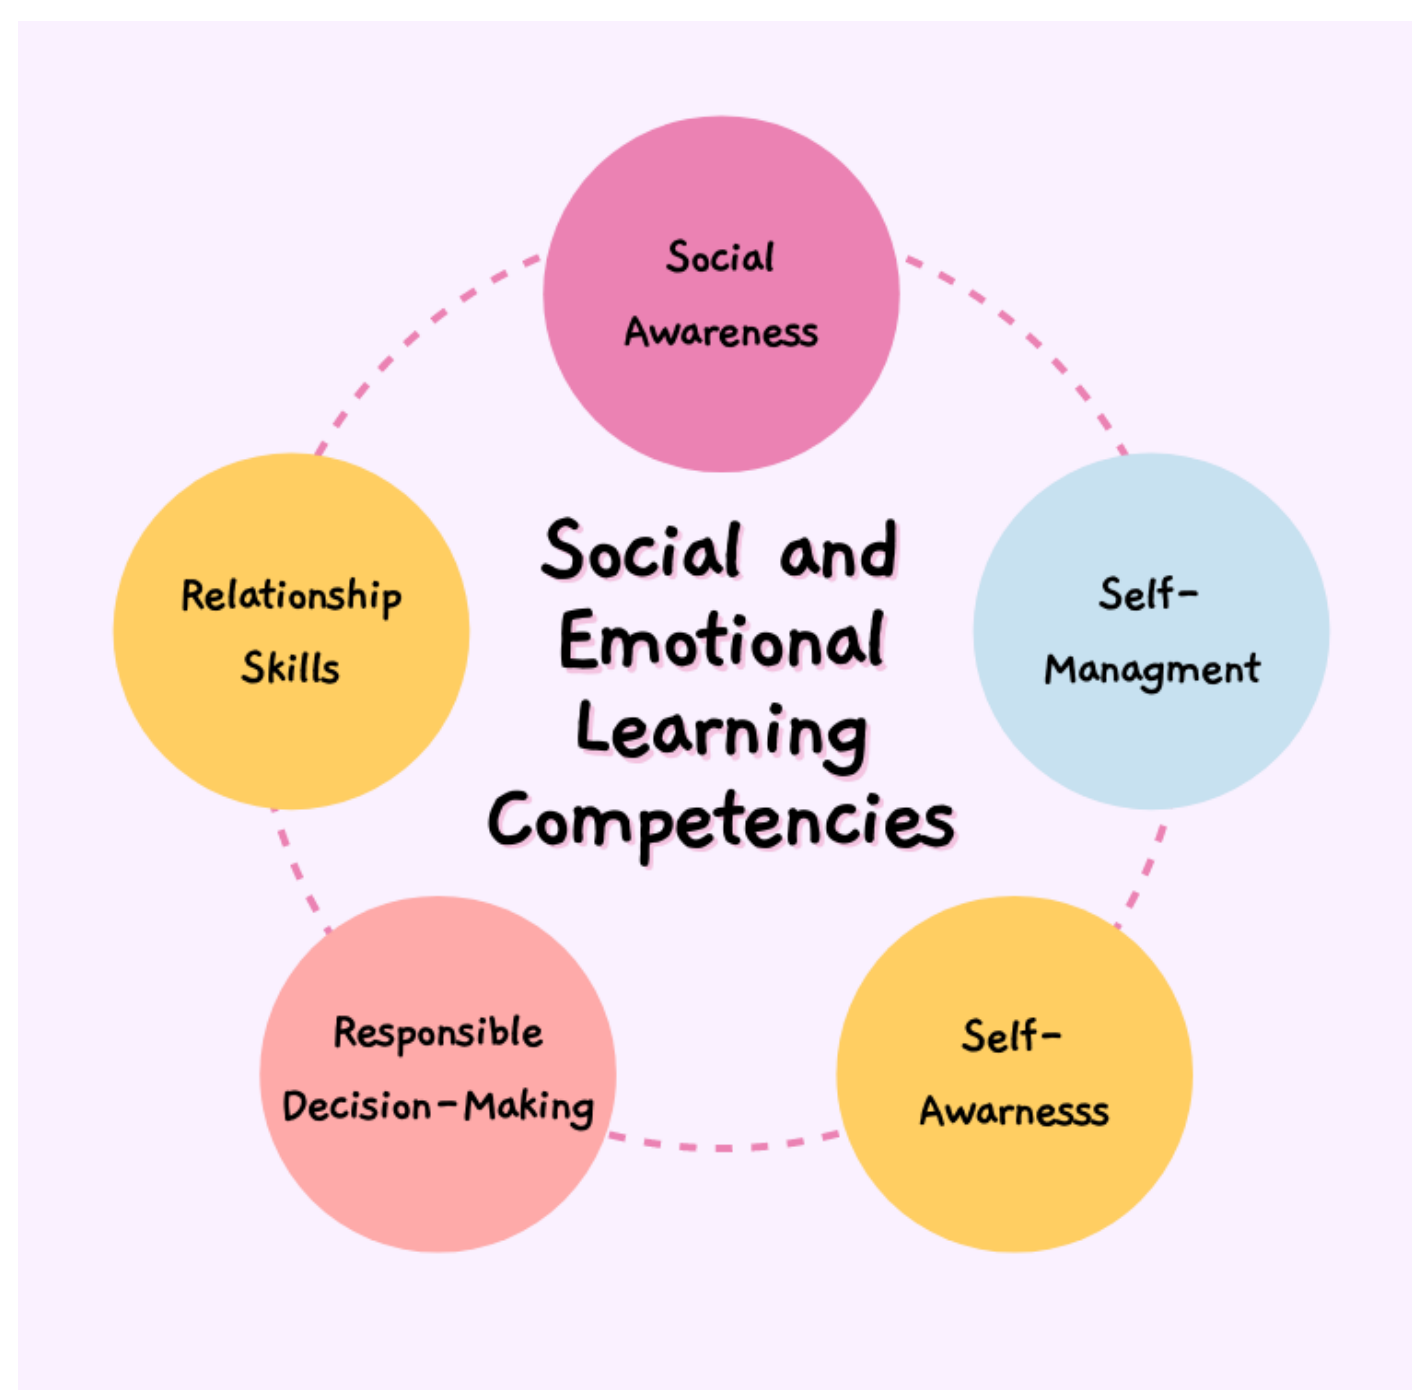 Social
Awareness
Relationship
Skills
Self-
Managment
Social and
Emotional
Learning
Competencies
Responsible
Decision-Making
Self-
Awarnesss